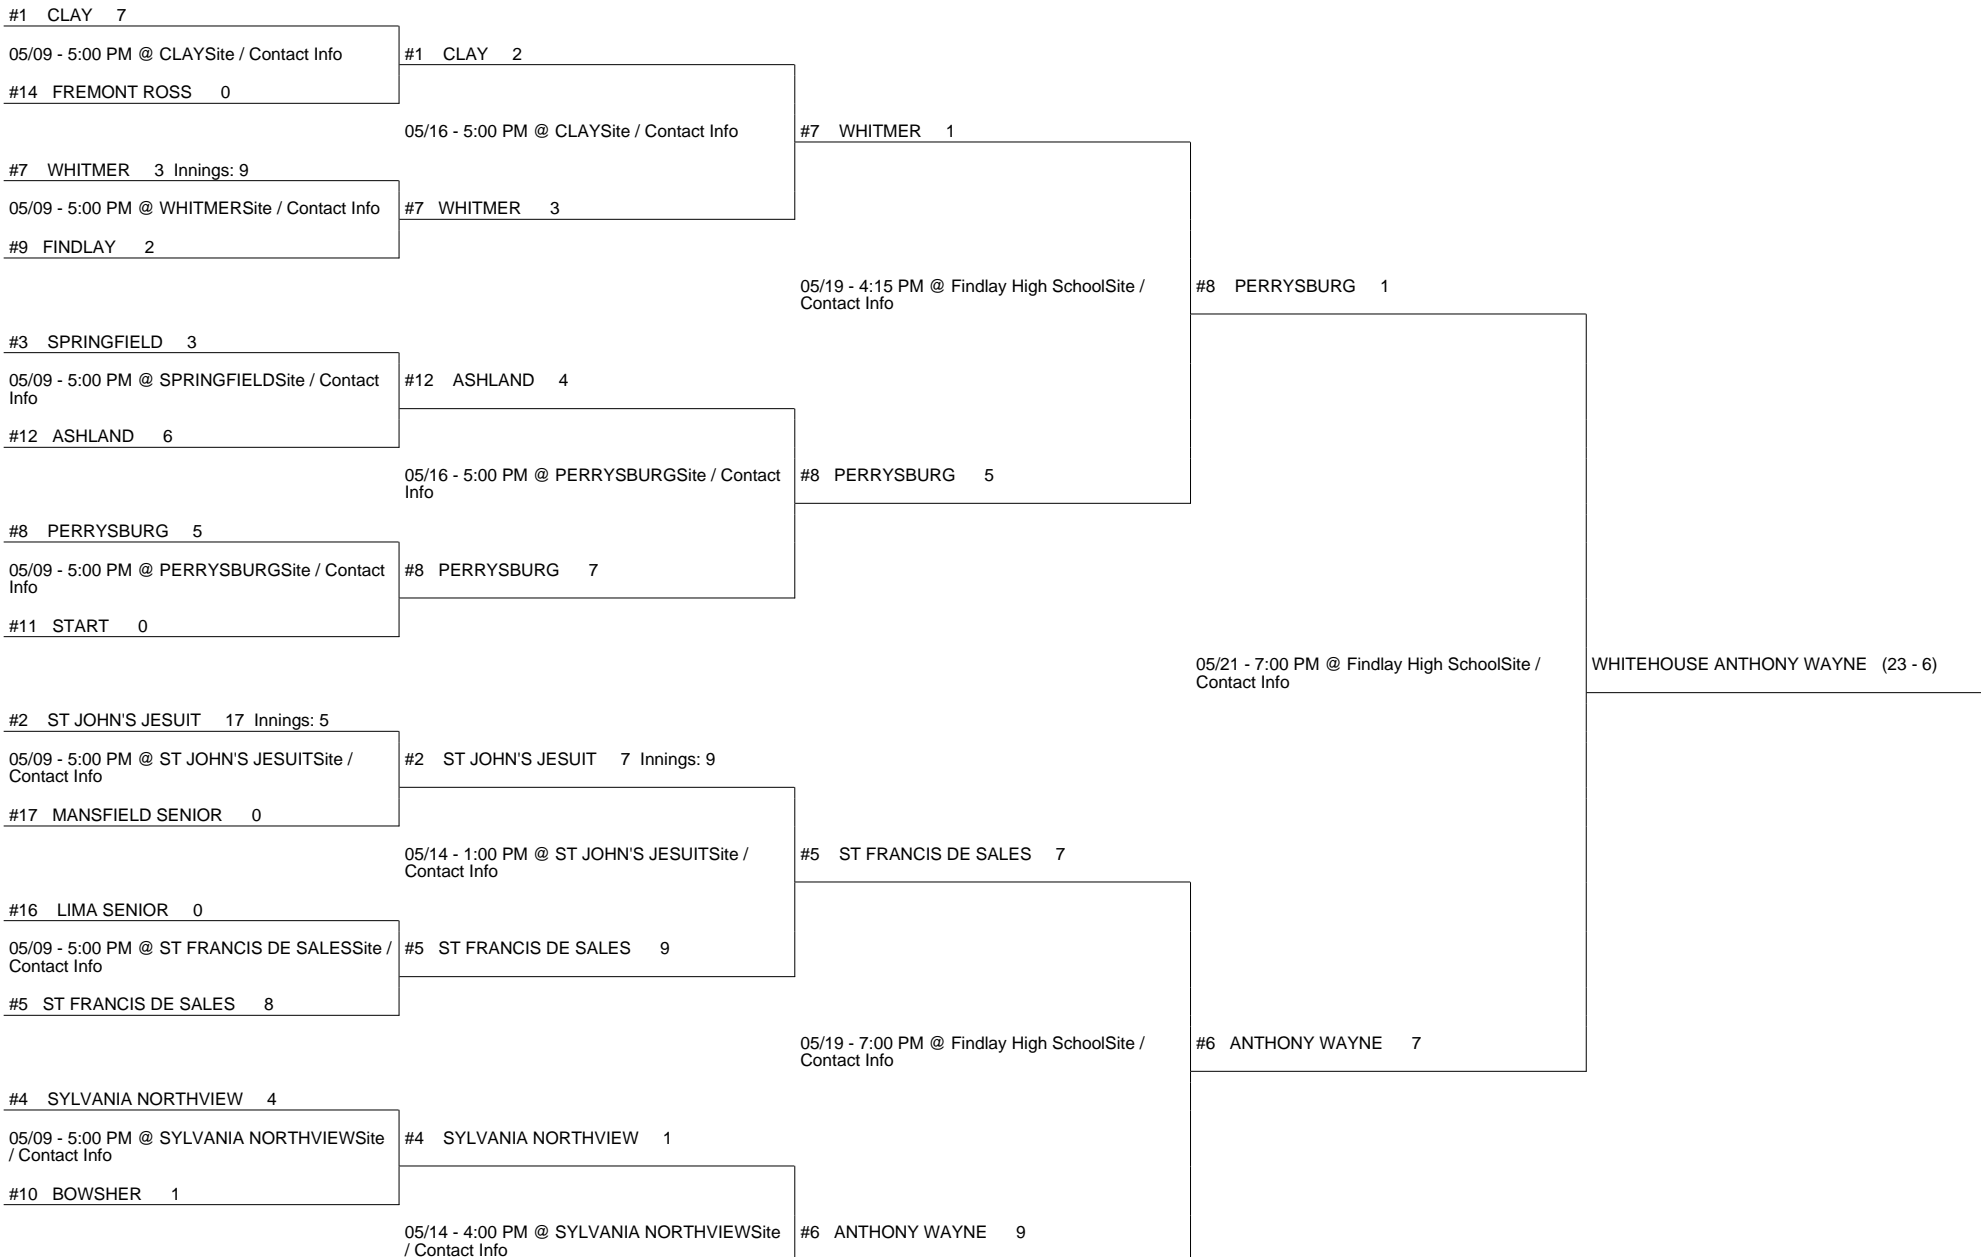 #1 CLAY 7
05/09 - 5:00 PM @ CLAYSite / Contact Info
#14 FREMONT ROSS 0
#7 WHITMER 3 Innings: 9
05/09 - 5:00 PM @ WHITMERSite / Contact Info
#9 FINDLAY 2
#3 SPRINGFIELD 3
05/09 - 5:00 PM @ SPRINGFIELDSite / Contact
Info
#12 ASHLAND 6
#8 PERRYSBURG 5
05/09 - 5:00 PM @ PERRYSBURGSite / Contact
Info
#11 START 0
#2 ST JOHN'S JESUIT 17 Innings: 5
05/09 - 5:00 PM @ ST JOHN'S JESUITSite /
Contact Info
#17 MANSFIELD SENIOR 0
#16 LIMA SENIOR 0
05/09 - 5:00 PM @ ST FRANCIS DE SALESSite /
Contact Info
#5 ST FRANCIS DE SALES 8
#4 SYLVANIA NORTHVIEW 4
05/09 - 5:00 PM @ SYLVANIA NORTHVIEWSite
/ Contact Info
#10 BOWSHER 1
#1 CLAY 2
05/16 - 5:00 PM @ CLAYSite / Contact Info
#7 WHITMER 3
#12 ASHLAND 4
05/16 - 5:00 PM @ PERRYSBURGSite / Contact
Info
#8 PERRYSBURG 7
#2 ST JOHN'S JESUIT 7 Innings: 9
05/14 - 1:00 PM @ ST JOHN'S JESUITSite /
Contact Info
#5 ST FRANCIS DE SALES 9
#4 SYLVANIA NORTHVIEW 1
05/14 - 4:00 PM @ SYLVANIA NORTHVIEWSite
/ Contact Info
#7 WHITMER 1
05/19 - 4:15 PM @ Findlay High SchoolSite /
Contact Info
#8 PERRYSBURG 5
#5 ST FRANCIS DE SALES 7
05/19 - 7:00 PM @ Findlay High SchoolSite /
Contact Info
#6 ANTHONY WAYNE 9
#8 PERRYSBURG 1
05/21 - 7:00 PM @ Findlay High SchoolSite /
Contact Info
#6 ANTHONY WAYNE 7
WHITEHOUSE ANTHONY WAYNE (23 - 6)